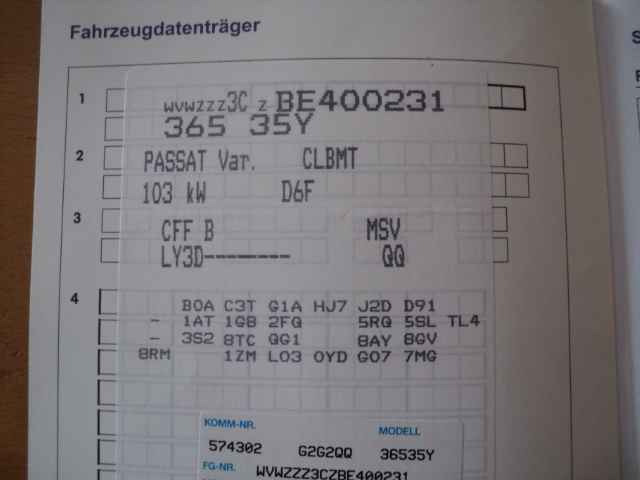 Fahrzeugdatenträger
1
WVWZZZ3C Z BE400231
365 35Y
2
PASSAT Var. CLBMT
103 kW D6F
3
CFF B MSV
LY3D-------- QQ
4
B0A C3T G1A HJ7 J2D D91
- 1AT 1G8 2FQ 5RQ 5SL TL4
- 3S2 8TC QG1 8AY 8GV
8RM 1ZM L03 0YD G07 7MG
KOMM-NR. MODELL
574302 G2G2QQ 36535Y
FG-NR.
WVWZZZ3CZBE400231